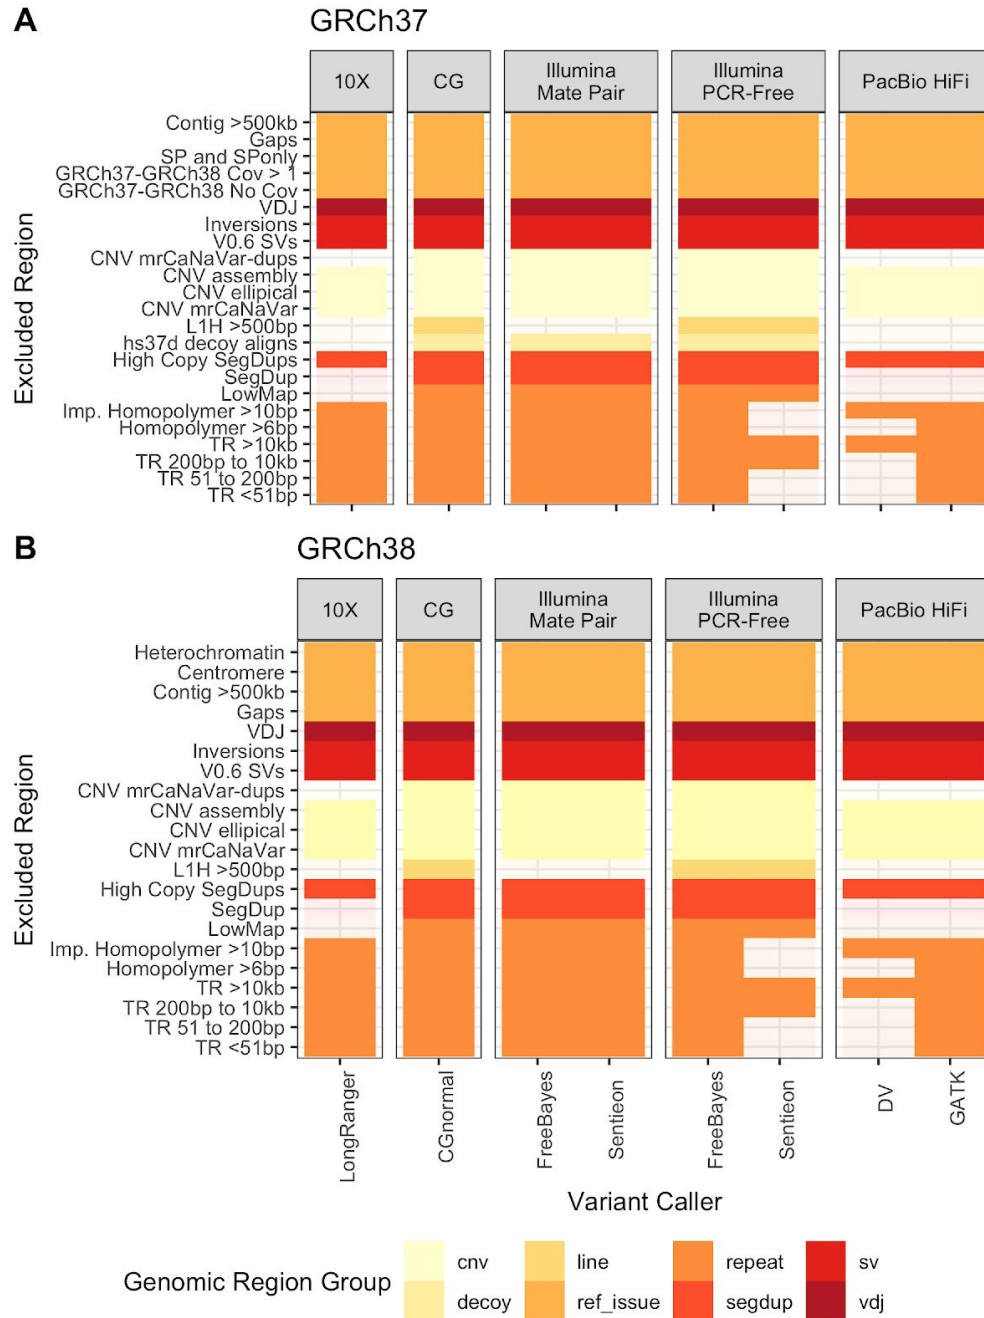 A
GRCh37
10X
CG
Illumina
Mate Pair
Illumina
PCR-Free
PacBio HiFi
Excluded Region
Contig >500kb
Gaps
SP and SPonly
GRCh37-GRCh38 Cov > 1
GRCh37-GRCh38 No Cov
VDJ
Inversions
V0.6 SVs
CNV mrCaNaVar-dups
CNV assembly
CNV ellipical
CNV mrCaNaVar
L1H >500bp
hs37d decoy aligns
High Copy SegDups
SegDup
LowMap
Imp. Homopolymer >10bp
Homopolymer >6bp
TR >10kb
TR 200bp to 10kb
TR 51 to 200bp
TR <51bp
B
GRCh38
10X
CG
Illumina
Mate Pair
Illumina
PCR-Free
PacBio HiFi
Excluded Region
Heterochromatin
Centromere
Contig >500kb
Gaps
VDJ
Inversions
V0.6 SVs
CNV mrCaNaVar-dups
CNV assembly
CNV ellipical
CNV mrCaNaVar
L1H >500bp
High Copy SegDups
SegDup
LowMap
Imp. Homopolymer >10bp
Homopolymer >6bp
TR >10kb
TR 200bp to 10kb
TR 51 to 200bp
TR <51bp
LongRanger
CGnormal
FreeBayes
Sentieon
FreeBayes
Sentieon
DV
GATK
Variant Caller
Genomic Region Group
cnv
line
repeat
sv
decoy
ref_issue
segdup
vdj